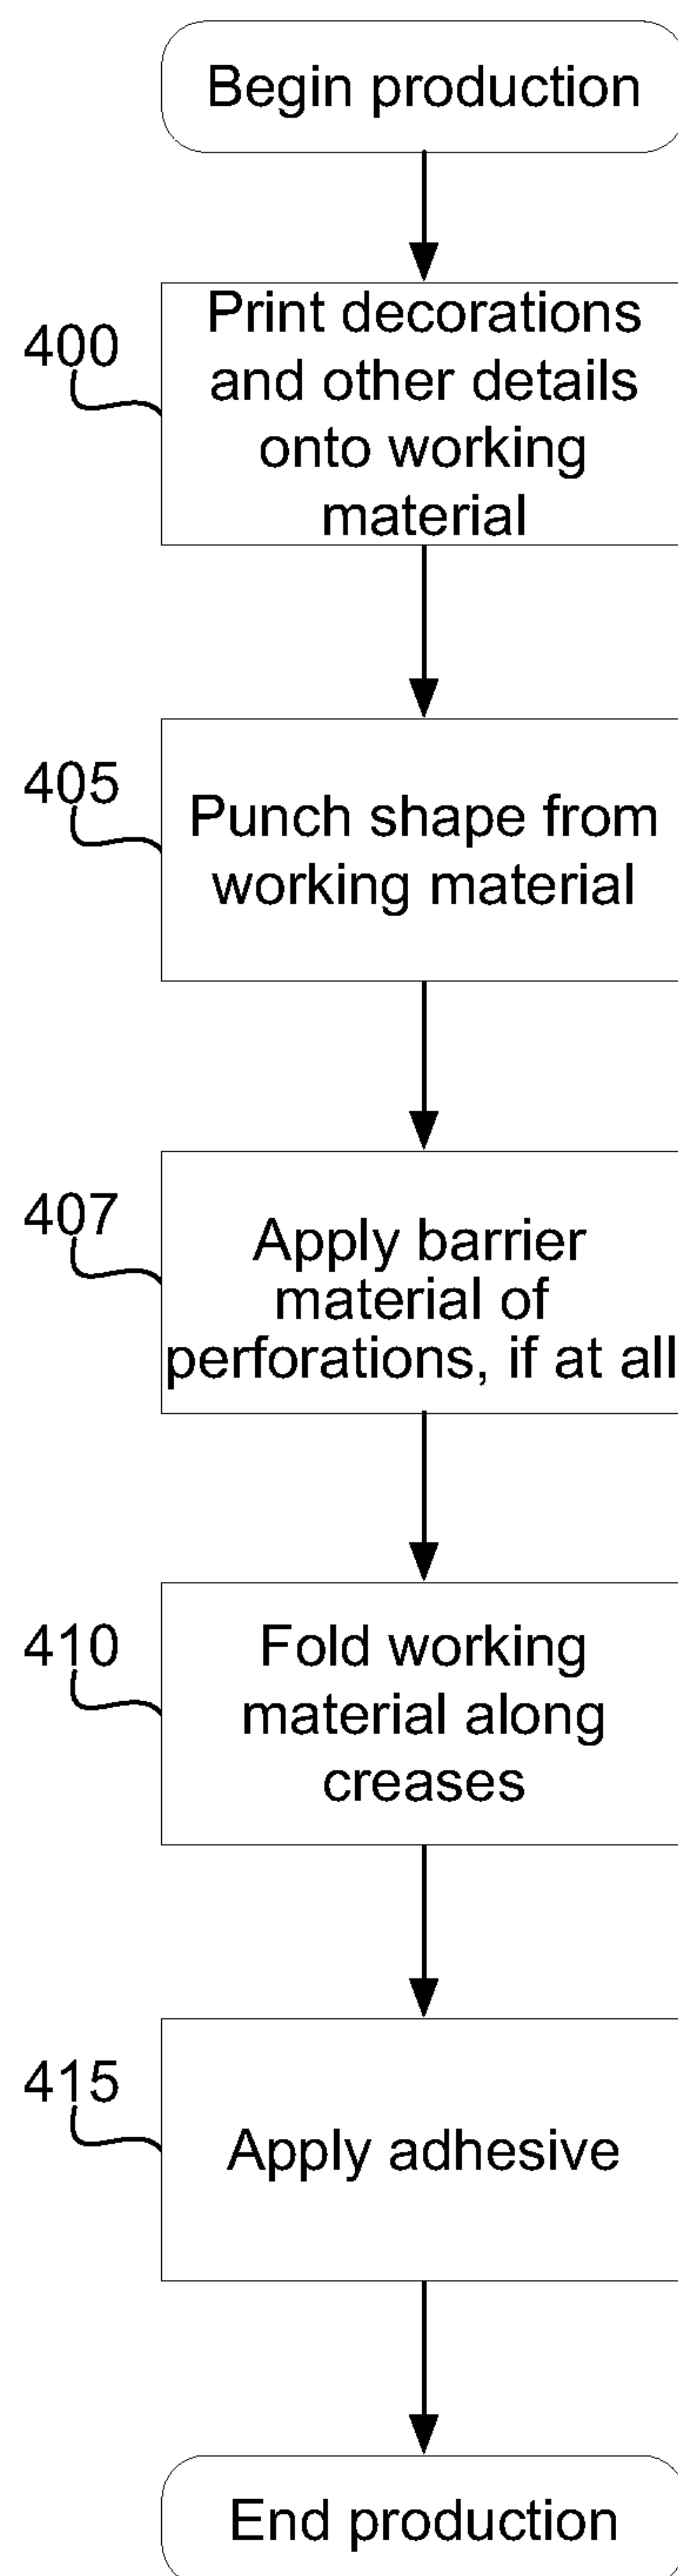 Begin production
400
Print decorations
and other details
onto working
material
405
Punch shape from
working material
407
Apply barrier
material of
perforations, if at all
410
Fold working
material along
creases
415
Apply adhesive
End production